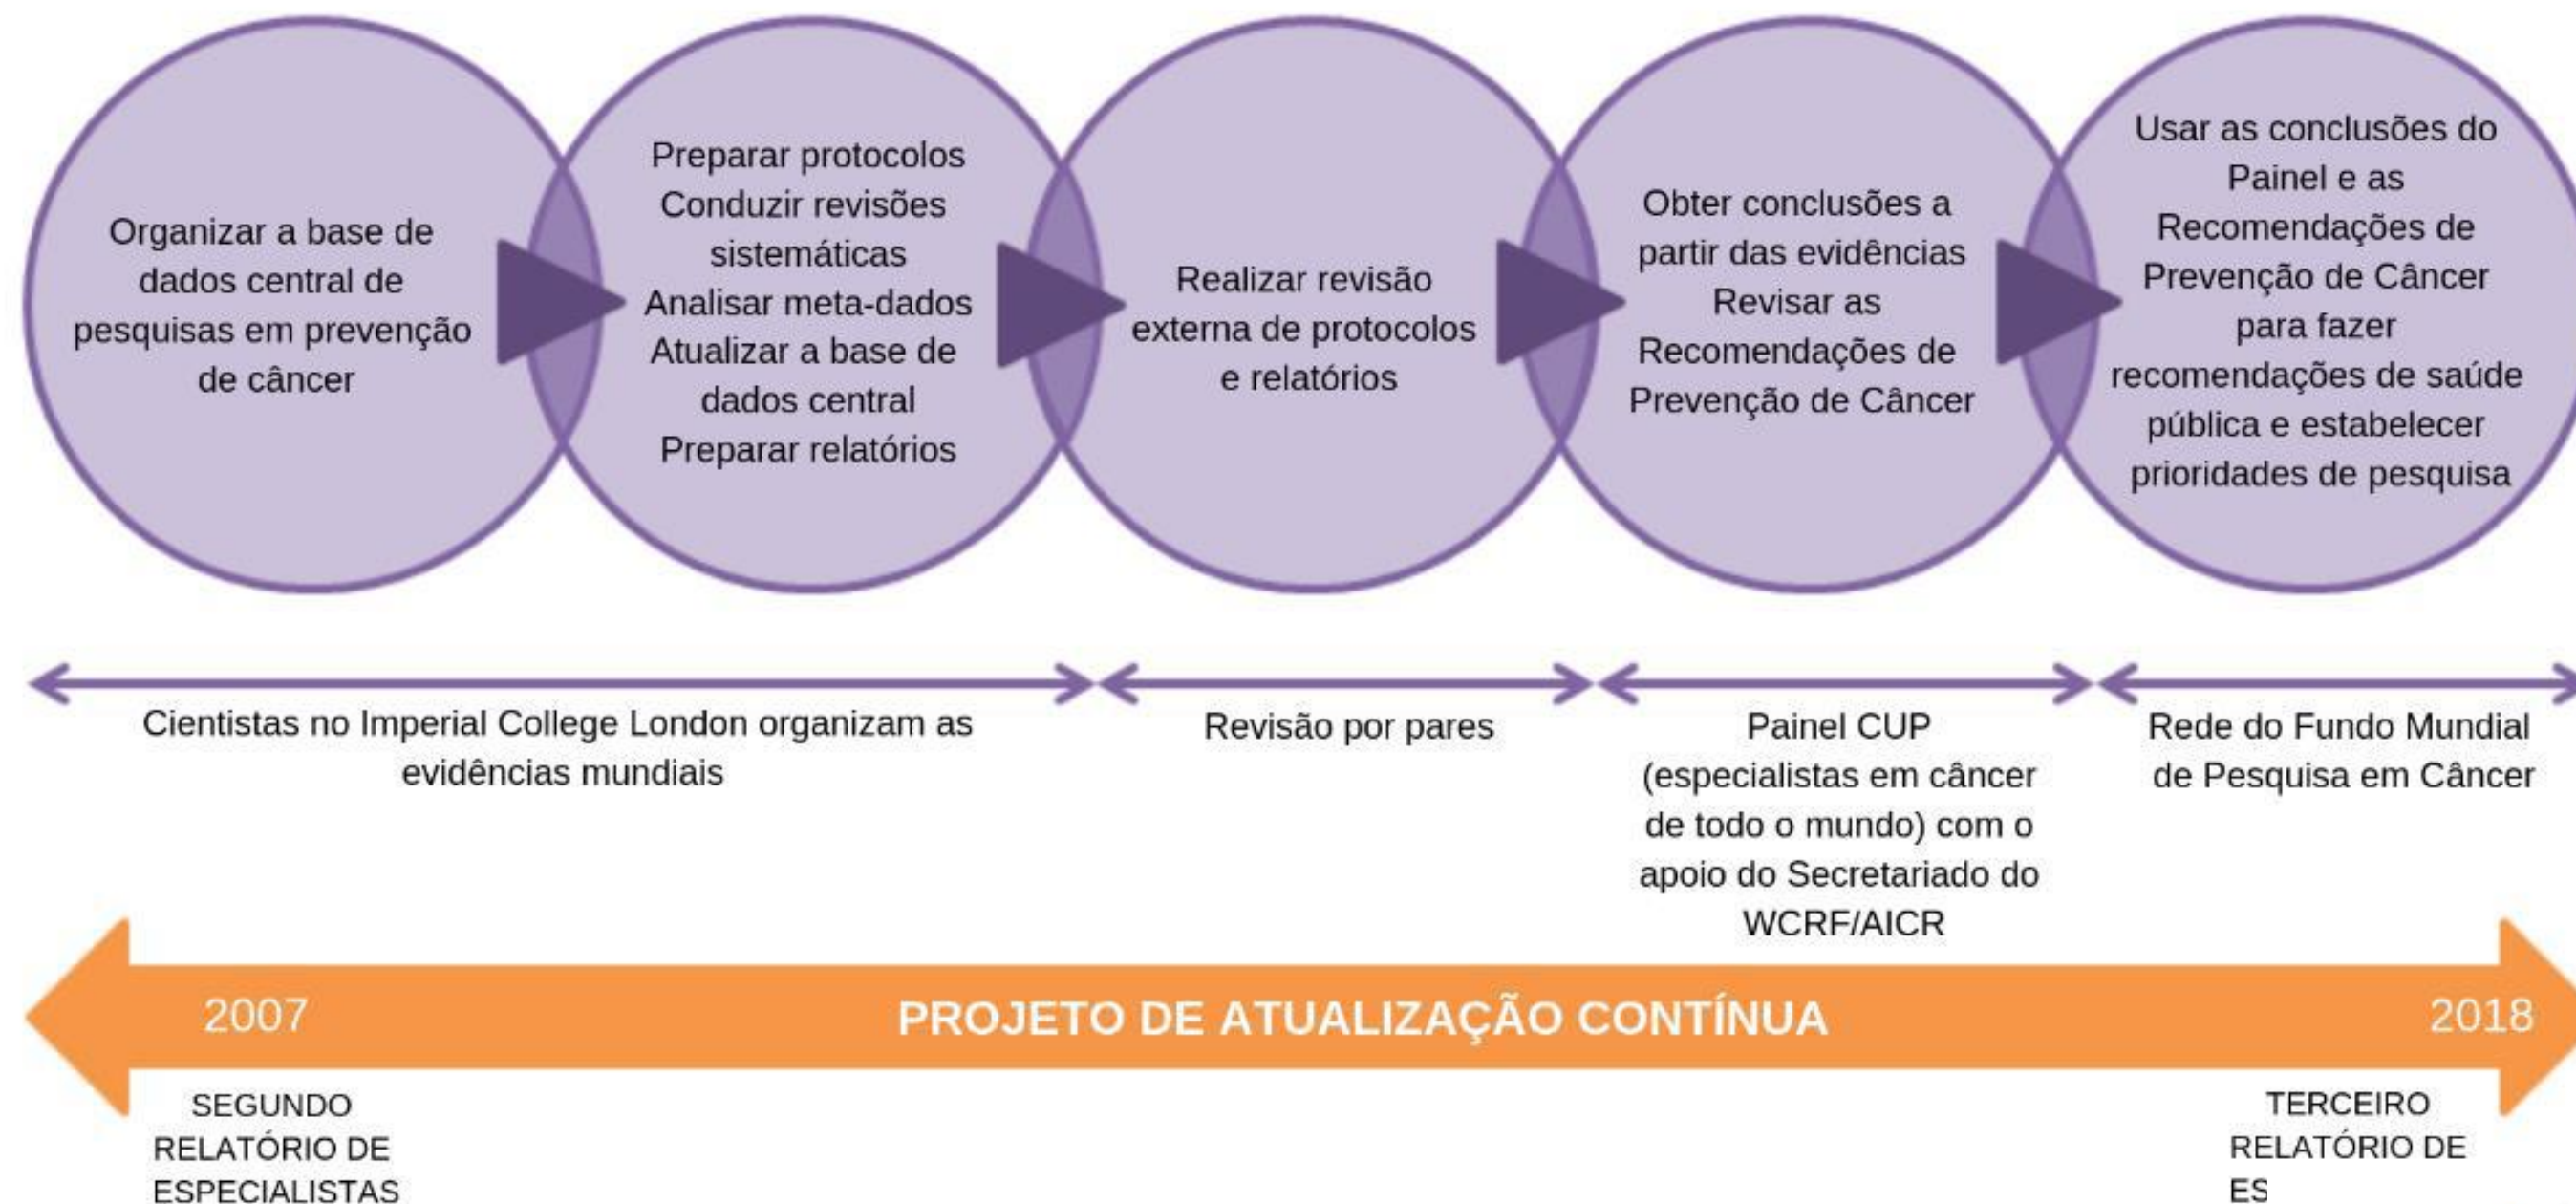 Organizar a base de
dados central de
pesquisas em prevenção
de câncer
Preparar protocolos
Conduzir revisões
sistemáticas
Analisar meta-dados
Atualizar a base de
dados central
Preparar relatórios
Realizar revisão
externa de protocolos
e relatórios
Obter conclusões a
partir das evidências
Revisar as
Recomendações de
Prevenção de Câncer
Usar as conclusões do
Painel e as
Recomendações de
Prevenção de Câncer
para fazer
recomendações de saúde
pública e estabelecer
prioridades de pesquisa
Cientistas no Imperial College London organizam as
evidências mundiais
Revisão por pares
Painel CUP
(especialistas em câncer
de todo o mundo) com o
apoio do Secretariado do
WCRF/AICR
Rede do Fundo Mundial
de Pesquisa em Câncer
2007
PROJETO DE ATUALIZAÇÃO CONTÍNUA
2018
SEGUNDO
RELATÓRIO DE
ESPECIALISTAS
TERCEIRO
RELATÓRIO DE